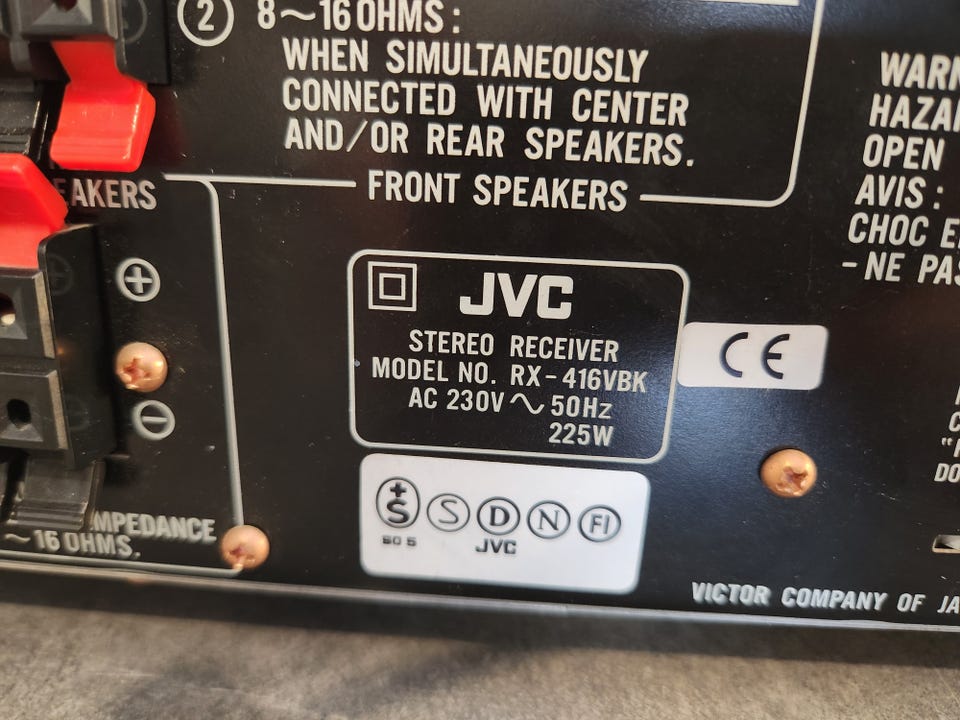 2 8~16 OHMS:
WHEN SIMULTANEOUSLY
CONNECTED WITH CENTER
AND/OR REAR SPEAKERS.
FRONT SPEAKERS
EAKERS
+
−
MPEDANCE
~16 OHMS.
JVC
STEREO RECEIVER
MODEL NO. RX-416VBK
AC 230V ~ 50Hz
225W
CE
+S S D N FI
JVC
WARN
HAZA
OPEN
AVIS:
CHOC E
-NE PAS
DO
VICTOR COMPANY OF JA